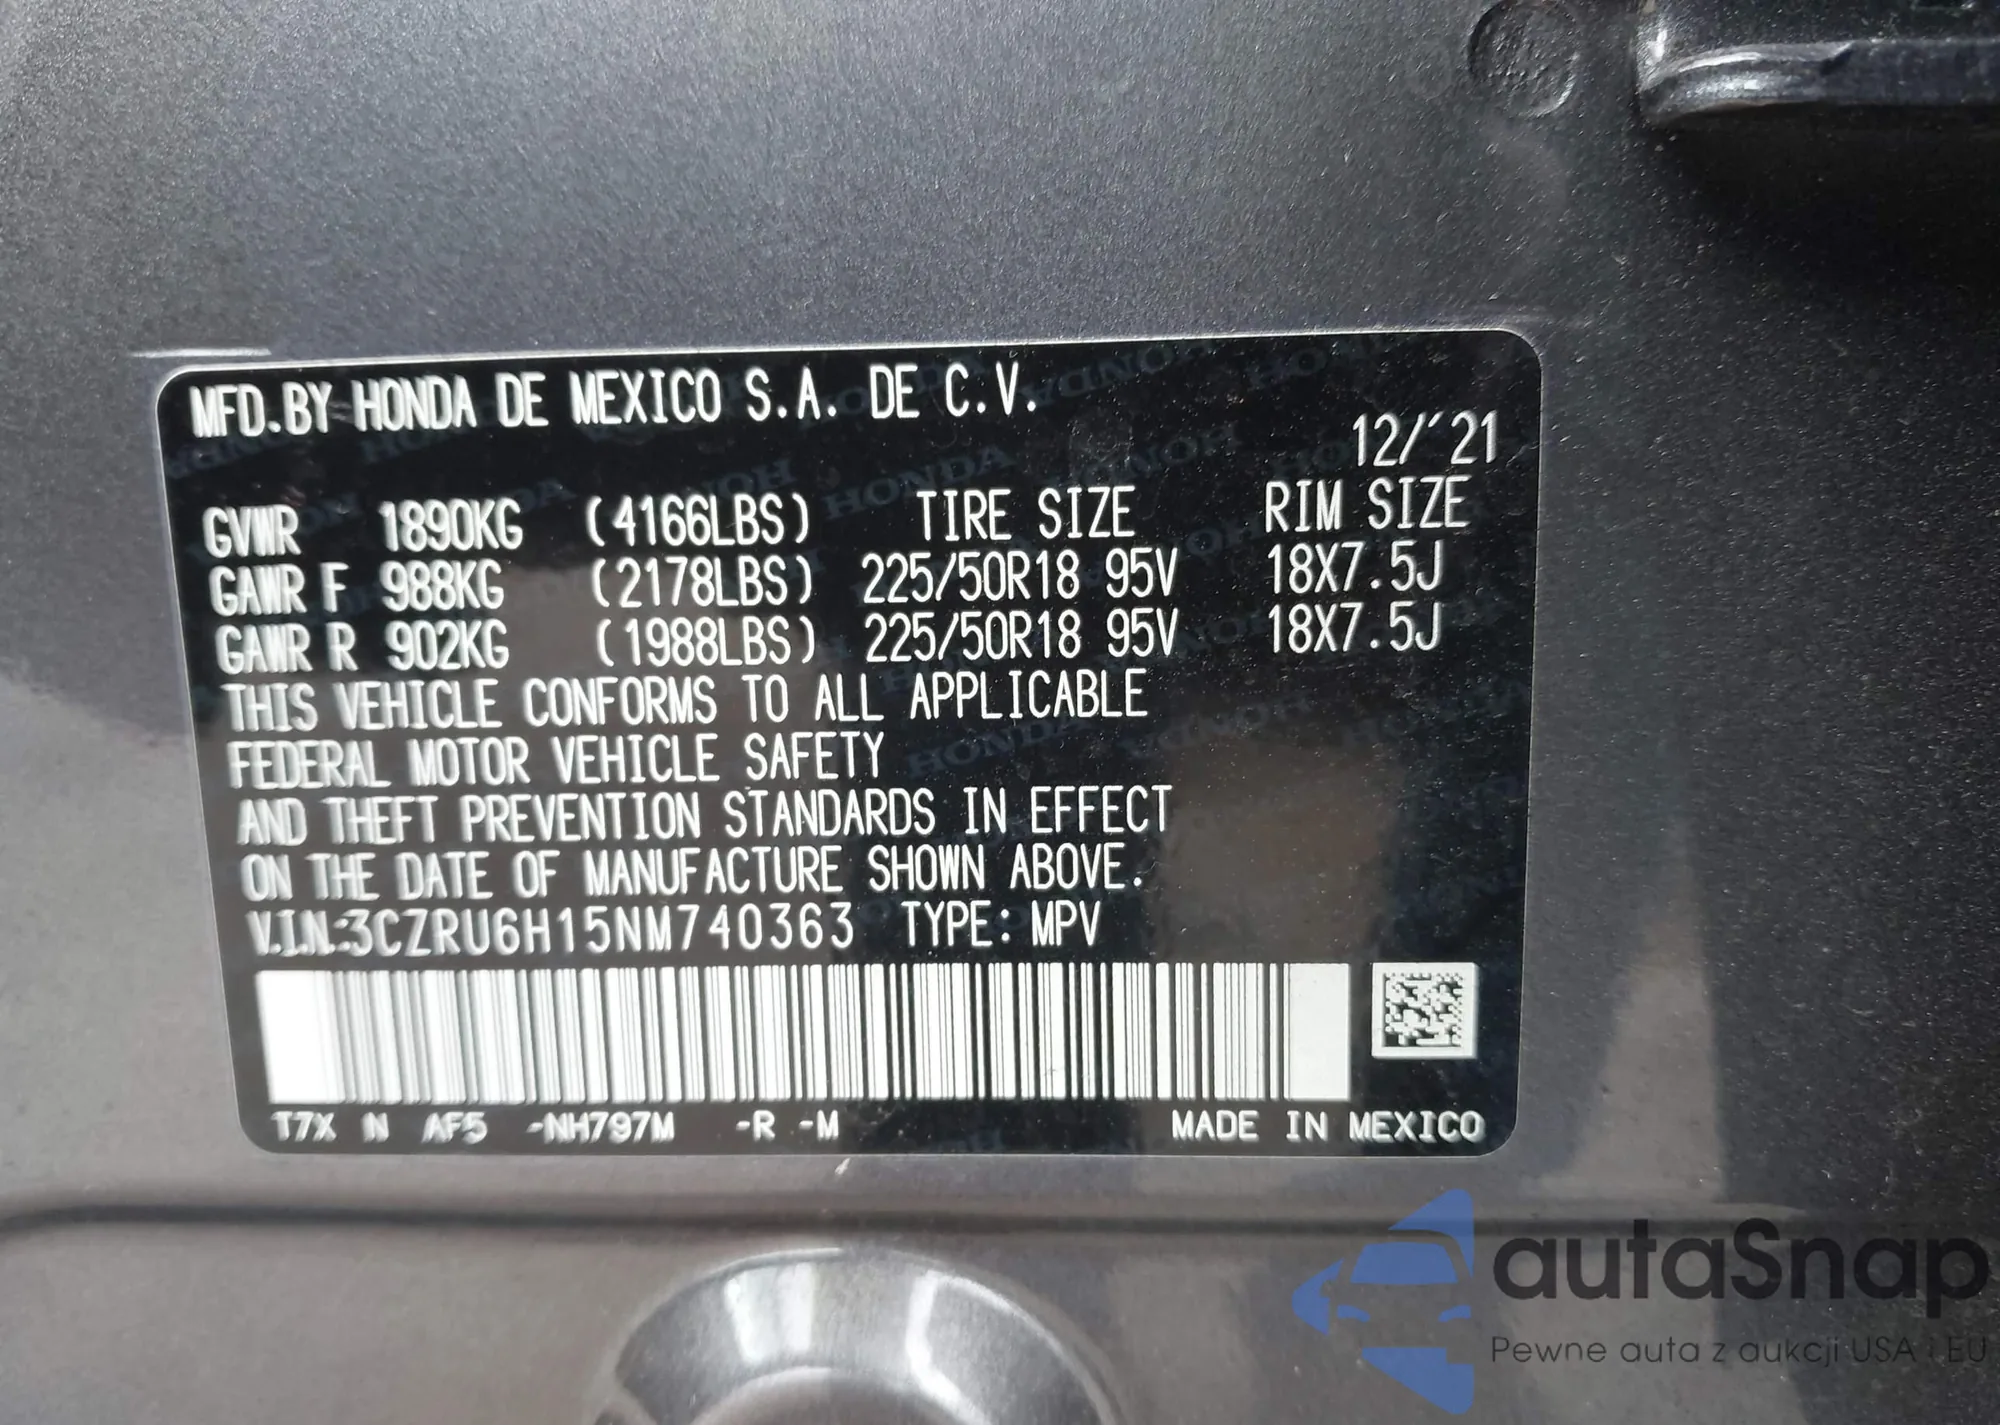 MFD.BY HONDA DE MEXICO S.A. DE C.V.
12/'21
GVWR 1890KG (4166LBS) TIRE SIZE RIM SIZE
GAWR F 988KG (2178LBS) 225/50R18 95V 18X7.5J
GAWR R 902KG (1988LBS) 225/50R18 95V 18X7.5J
THIS VEHICLE CONFORMS TO ALL APPLICABLE
FEDERAL MOTOR VEHICLE SAFETY
AND THEFT PREVENTION STANDARDS IN EFFECT
ON THE DATE OF MANUFACTURE SHOWN ABOVE.
V.I.N:3CZRU6H15NM740363 TYPE: MPV
T7X N AF5 -NH797M -R -M MADE IN MEXICO
autaSnap
Pewne auta z aukcji USA i EU